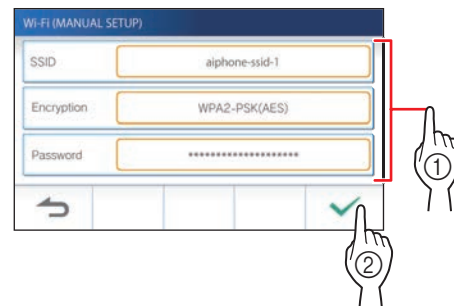 Wi-Fi (MANUAL SETUP)
SSID aiphone-ssid-1
Encryption WPA2-PSK(AES)
Password ********************
①
②